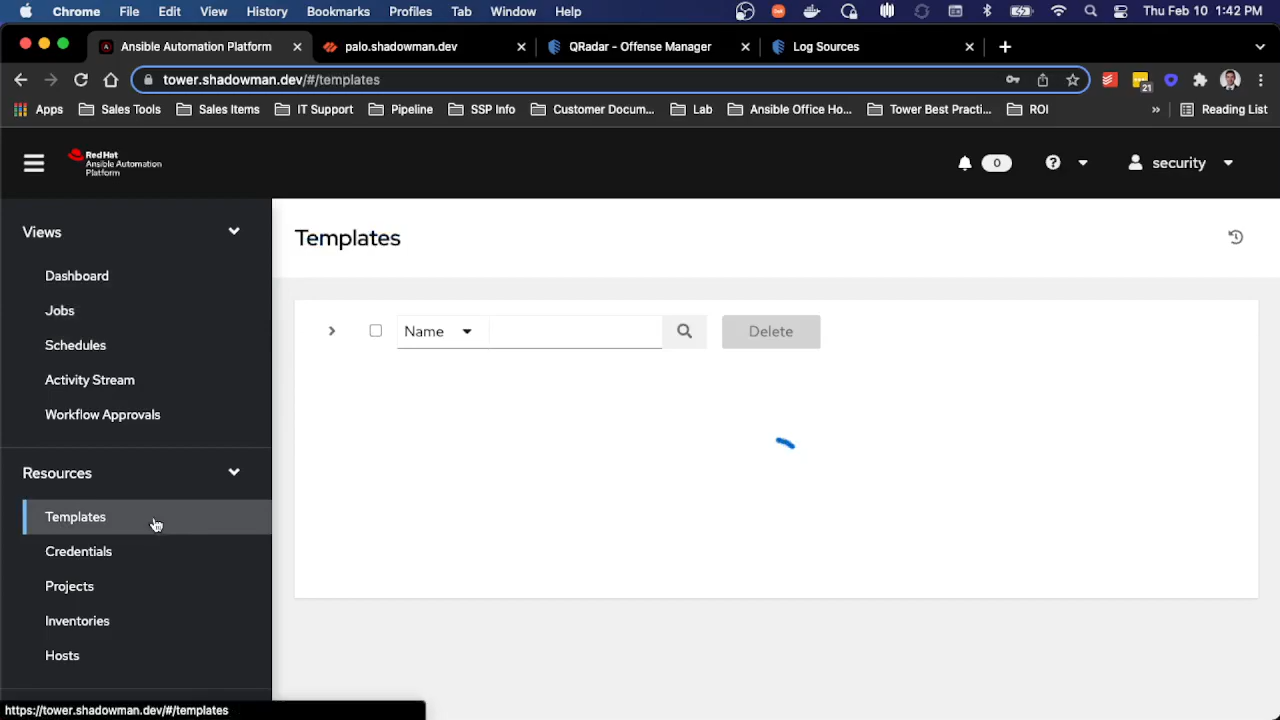 Chrome File Edit View History Bookmarks Profiles Tab Window Help Thu Feb 10 1:42 PM
Ansible Automation Platform palo.shadowman.dev QRadar - Offense Manager Log Sources
tower.shadowman.dev/#/templates 21
Apps Sales Tools Sales Items IT Support Pipeline SSP Info Customer Docum... Lab Ansible Office Ho... Tower Best Practi... ROI » Reading List
Red Hat
Ansible Automation
Platform
0 security
Views
Dashboard
Jobs
Schedules
Activity Stream
Workflow Approvals
Resources
Templates
Credentials
Projects
Inventories
Hosts
Templates
Name Delete
https://tower.shadowman.dev/#/templates